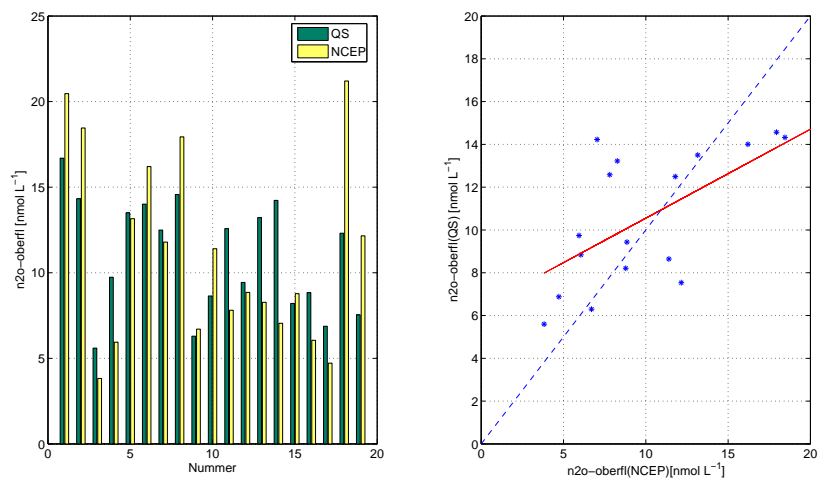 25
20
15
10
5
0
n2o−oberfl [nmol L⁻¹]
QS
NCEP
0 5 10 15 20
Nummer
20
18
16
14
12
10
8
6
4
2
0
n2o−oberfl(QS) [nmol L⁻¹]
0 5 10 15 20
n2o−oberfl(NCEP)[nmol L⁻¹]